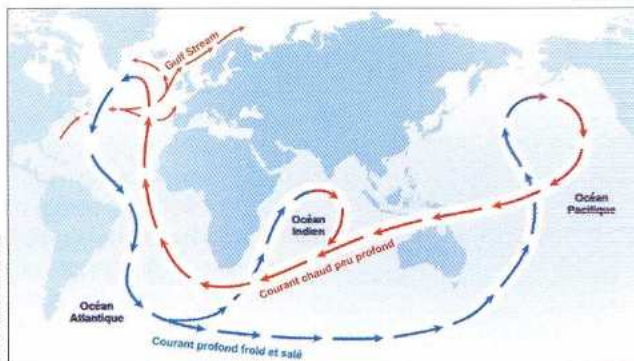 Gulf Stream
Océan
Indien
Océan
Pacifique
Courant chaud peu profond
Océan
Atlantique
Courant profond froid et salé